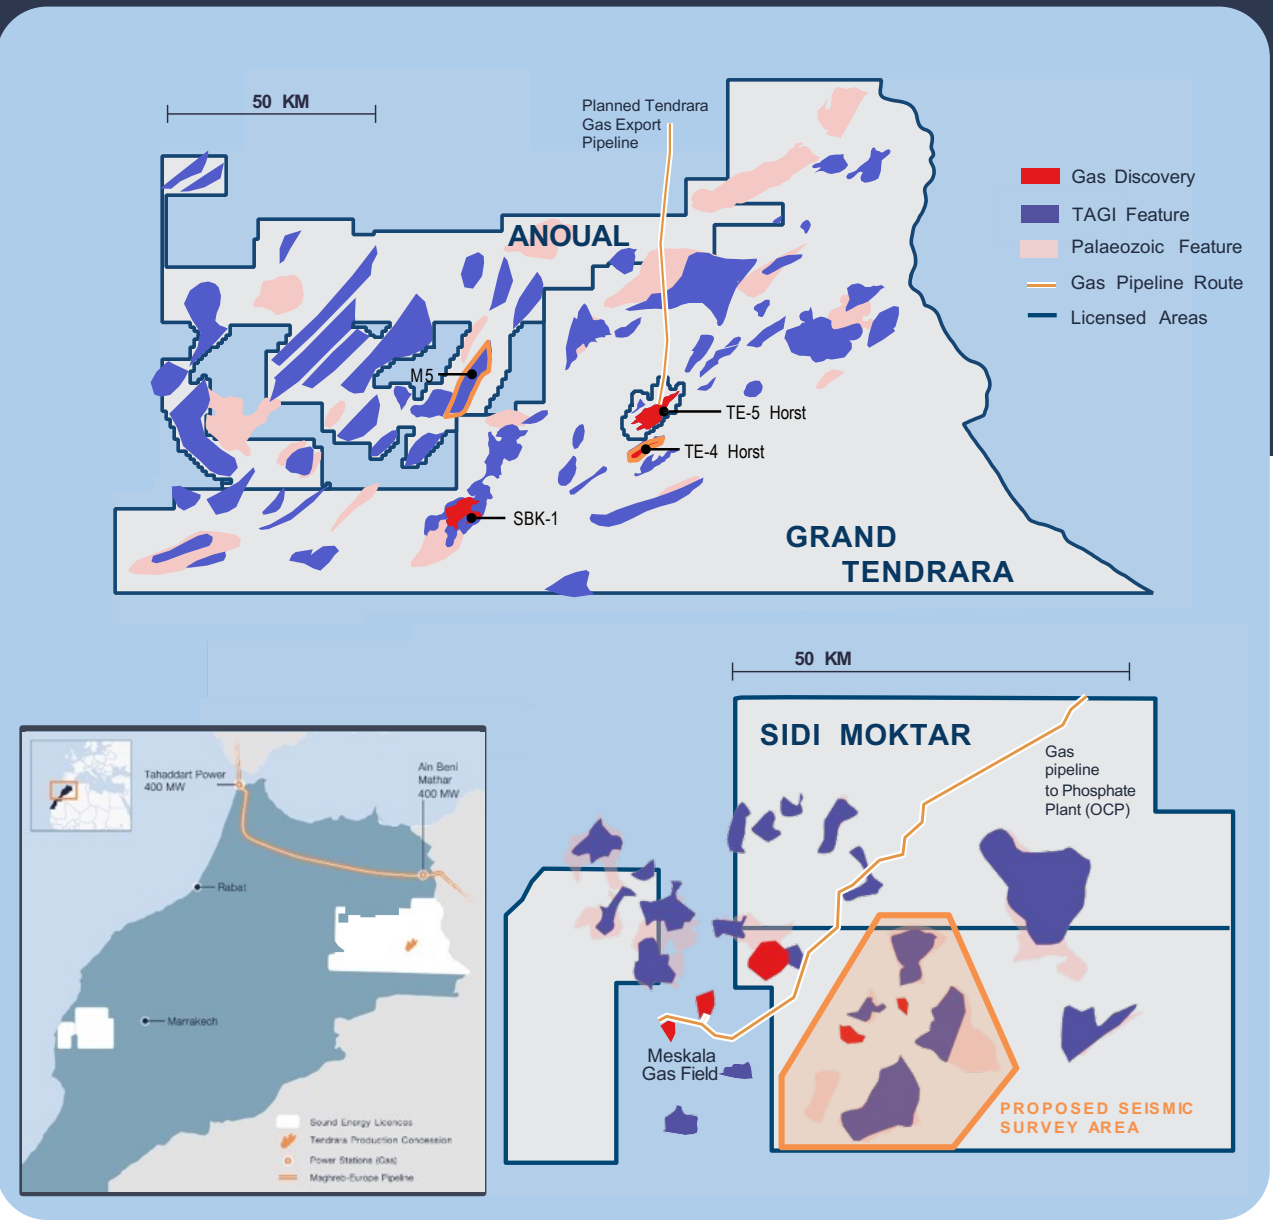 50 KM
Planned Tendrara
Gas Export
Pipeline
Gas Discovery
TAGI Feature
Palaeozoic Feature
Gas Pipeline Route
Licensed Areas
ANOUAL
M5
TE-5 Horst
TE-4 Horst
SBK-1
GRAND
TENDRARA
50 KM
SIDI MOKTAR
Gas
pipeline
to Phosphate
Plant (OCP)
Meskala
Gas Field
PROPOSED SEISMIC
SURVEY AREA
Tahaddart Power
400 MW
Ain Beni
Mathar
400 MW
Rabat
Marrakech
Sound Energy Licences
Tendrara Production Concession
Power Stations (Gas)
Maghreb-Europe Pipeline